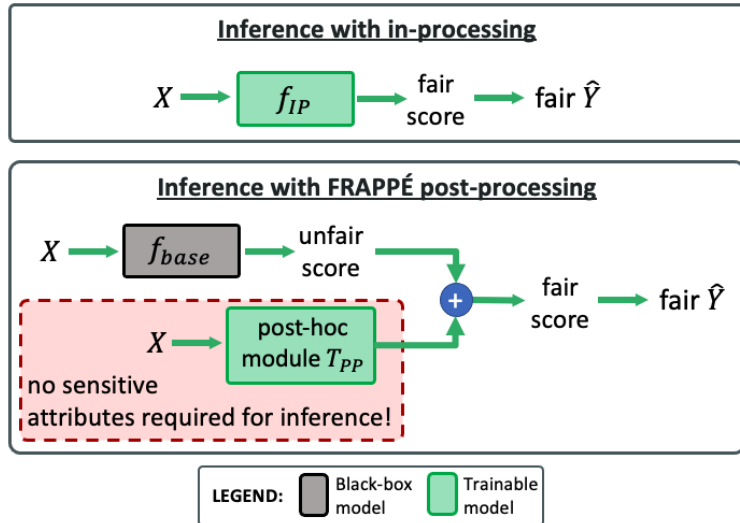 Inference with in-processing
X
f_IP
fair
score
fair Ŷ
Inference with FRAPPÉ post-processing
X
f_base
unfair
score
+
fair
score
fair Ŷ
X
post-hoc
module T_PP
no sensitive
attributes required for inference!
LEGEND:
Black-box
model
Trainable
model